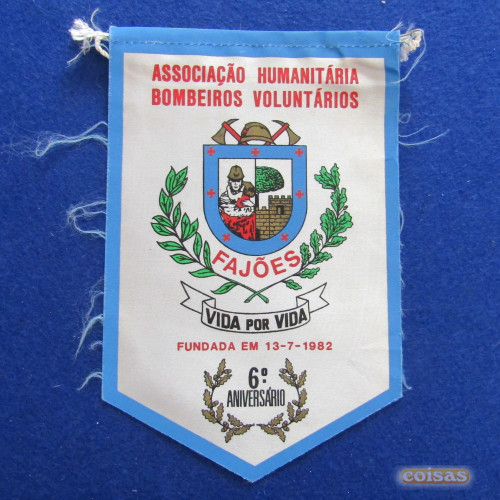 ASSOCIAÇÃO HUMANITÁRIA
BOMBEIROS VOLUNTÁRIOS
FAJÕES
VIDA POR VIDA
FUNDADA EM 13-7-1982
6º
ANIVERSÁRIO
coisas